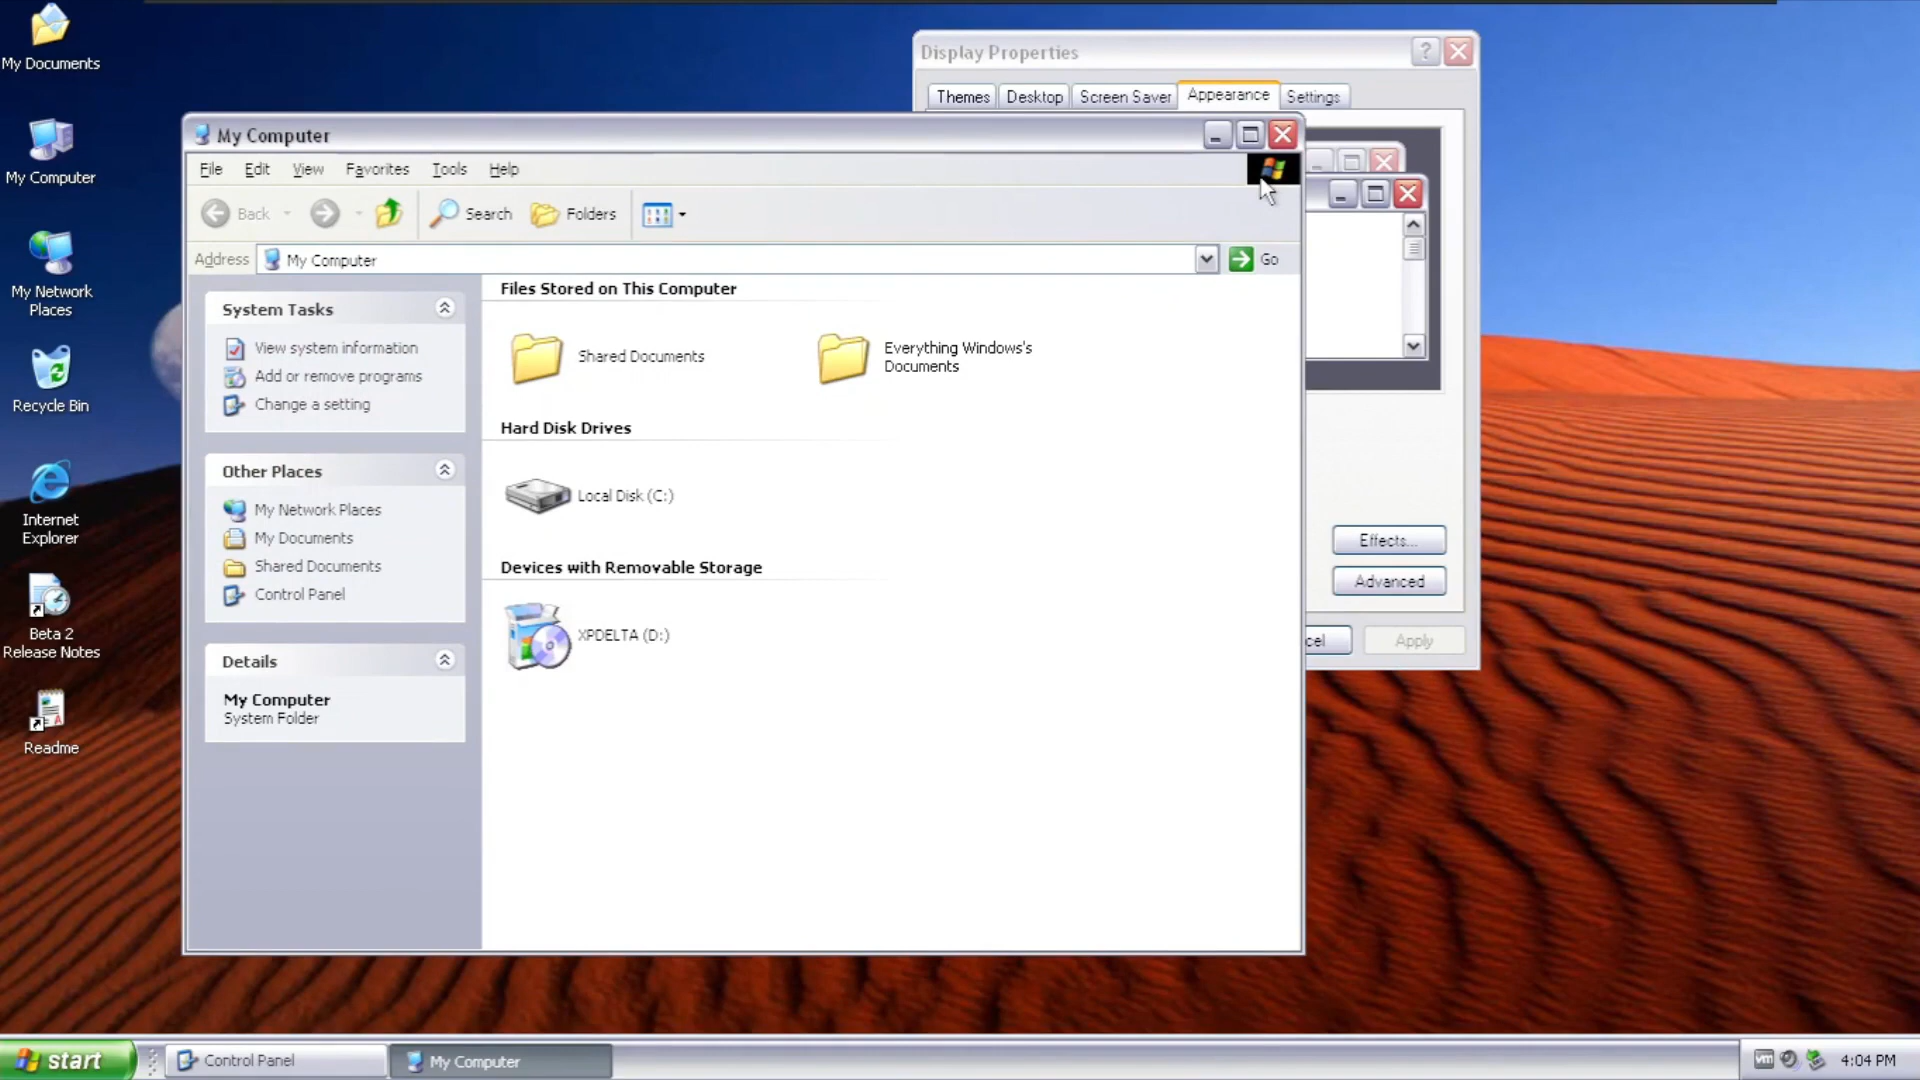 My Documents
My Computer
My Network
Places
Recycle Bin
Internet
Explorer
Beta 2
Release Notes
Readme
Display Properties
Themes
Desktop
Screen Saver
Appearance
Settings
My Computer
File
Edit
View
Favorites
Tools
Help
Back
Search
Folders
Address
My Computer
Go
System Tasks
View system information
Add or remove programs
Change a setting
Other Places
My Network Places
My Documents
Shared Documents
Control Panel
Details
My Computer
System Folder
Files Stored on This Computer
Shared Documents
Everything Windows's
Documents
Hard Disk Drives
Local Disk (C:)
Devices with Removable Storage
XPDELTA (D:)
Effects...
Advanced
cel
Apply
start
Control Panel
My Computer
vm
4:04 PM